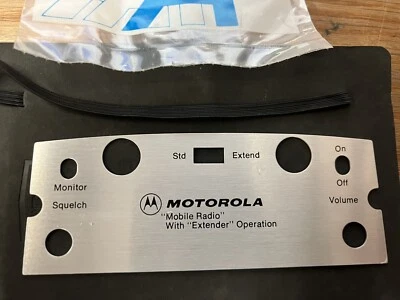 Std Extend
On
Off
Monitor
Squelch
Volume
MOTOROLA
"Mobile Radio"
With "Extender" Operation